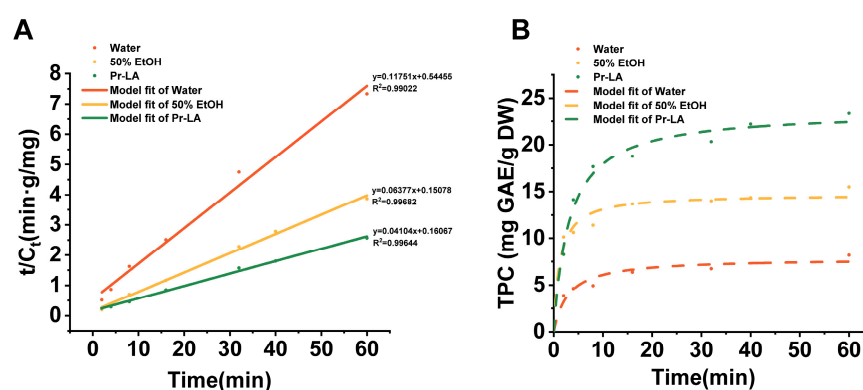 A
Water
50% EtOH
Pr-LA
Model fit of Water
Model fit of 50% EtOH
Model fit of Pr-LA
y=0.11751x+0.54455
R²=0.99022
y=0.06377x+0.15078
R²=0.99682
y=0.04104x+0.16067
R²=0.99644
8
7
6
5
4
3
2
1
0
t/Cₜ(min·g/mg)
0 10 20 30 40 50 60
Time(min)
B
Water
50% EtOH
Pr-LA
Model fit of Water
Model fit of 50% EtOH
Model fit of Pr-LA
30
25
20
15
10
5
0
TPC (mg GAE/g DW)
0 10 20 30 40 50 60
Time(min)